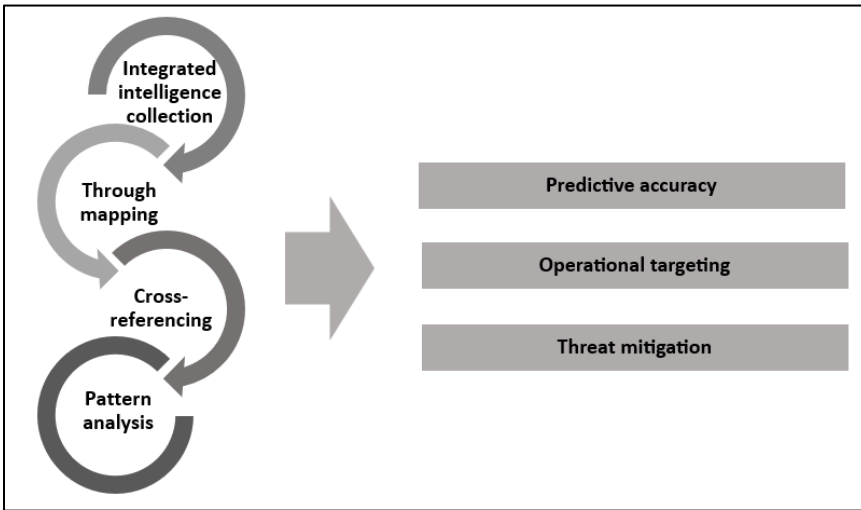 Integrated
intelligence
collection
Through
mapping
Cross-
referencing
Pattern
analysis
Predictive accuracy
Operational targeting
Threat mitigation